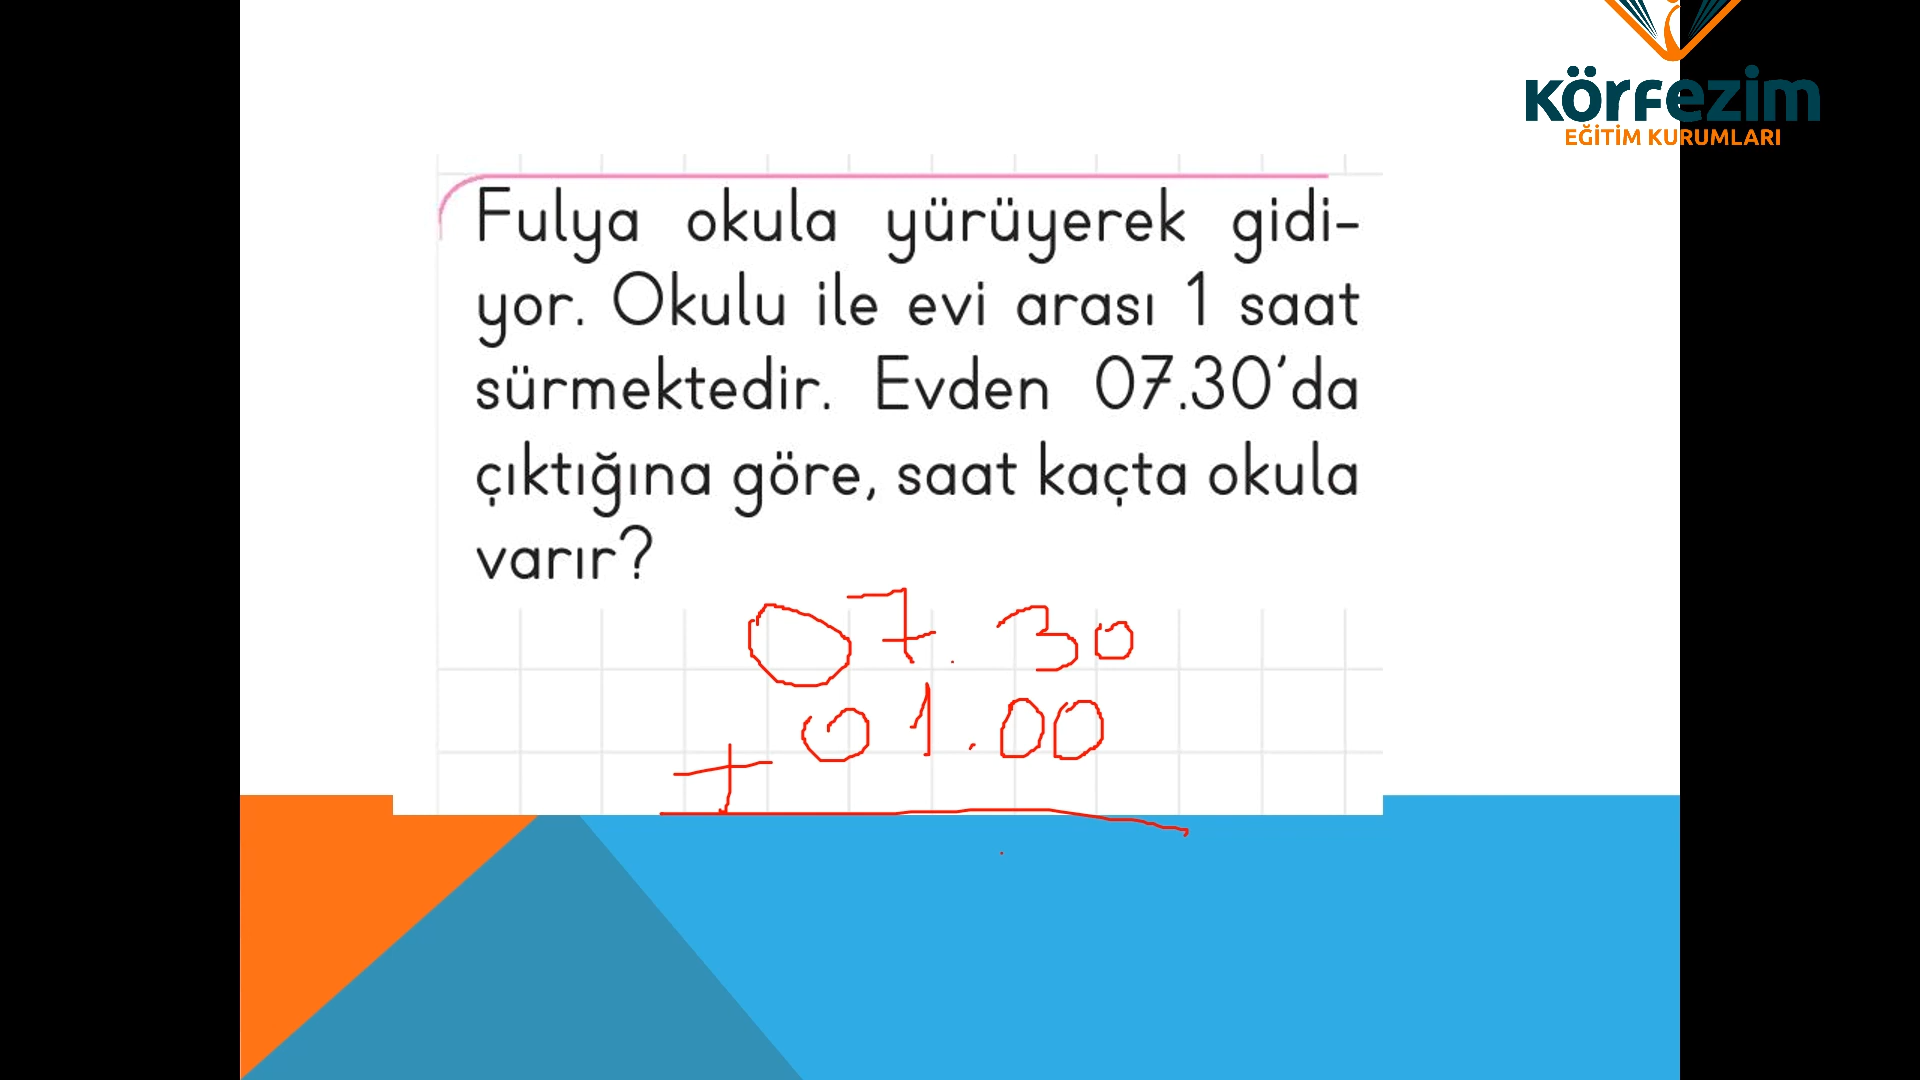 körfezim
EĞİTİM KURUMLARI
Fulya okula yürüyerek gidi-
yor. Okulu ile evi arası 1 saat
sürmektedir. Evden 07.30'da
çıktığına göre, saat kaçta okula
varır?
07.30
01.00
+